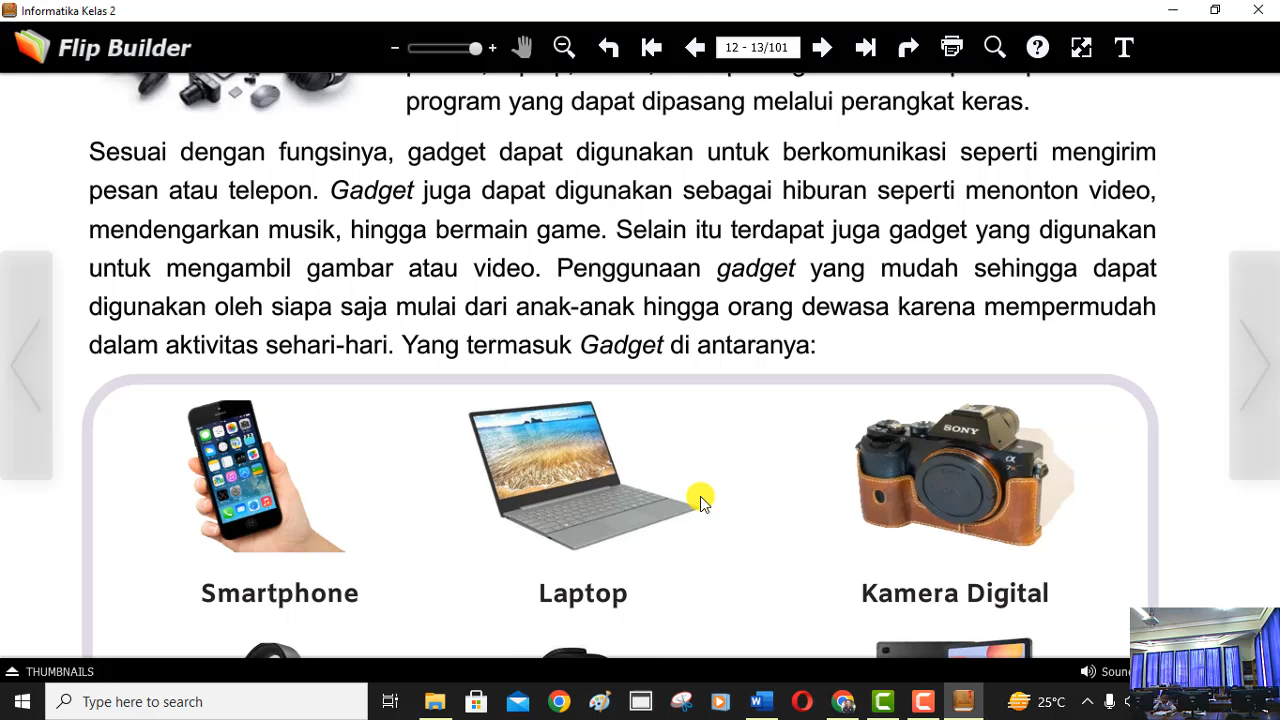 Informatika Kelas 2
Flip Builder
12 - 13/101
program yang dapat dipasang melalui perangkat keras.
Sesuai dengan fungsinya, gadget dapat digunakan untuk berkomunikasi seperti mengirim
pesan atau telepon. Gadget juga dapat digunakan sebagai hiburan seperti menonton video,
mendengarkan musik, hingga bermain game. Selain itu terdapat juga gadget yang digunakan
untuk mengambil gambar atau video. Penggunaan gadget yang mudah sehingga dapat
digunakan oleh siapa saja mulai dari anak-anak hingga orang dewasa karena mempermudah
dalam aktivitas sehari-hari. Yang termasuk Gadget di antaranya:
SONY
Smartphone
Laptop
Kamera Digital
THUMBNAILS
Type here to search
25°C